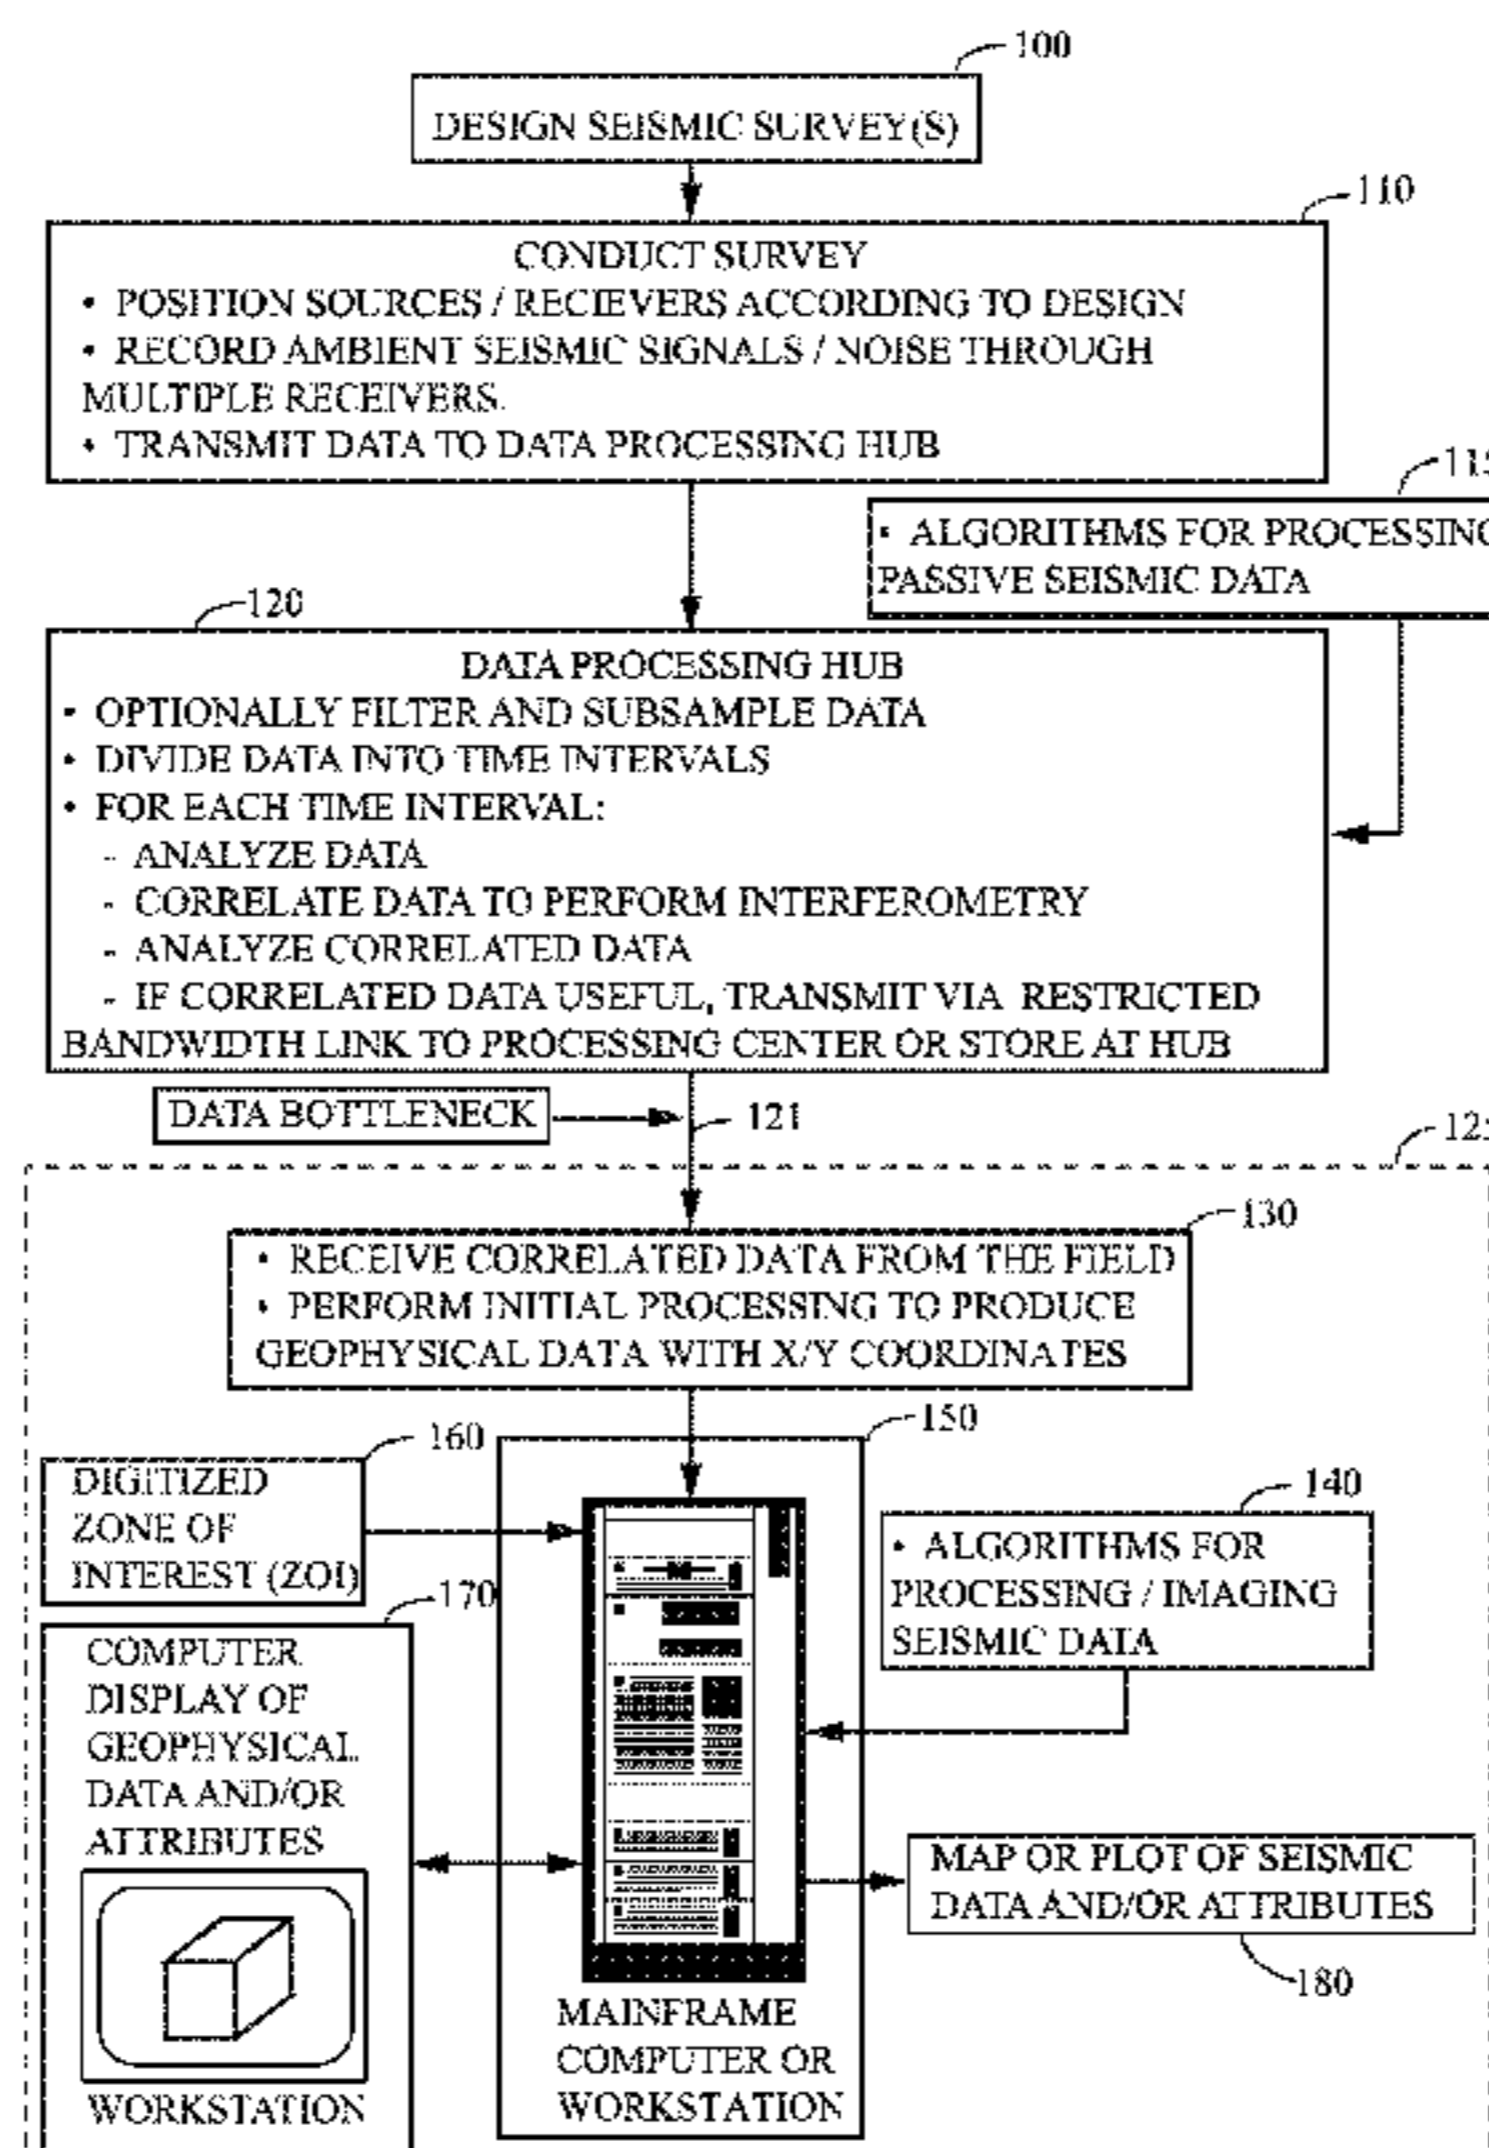 100
DESIGN SEISMIC SURVEY(S)
110
CONDUCT SURVEY
• POSITION SOURCES / RECIEVERS ACCORDING TO DESIGN
• RECORD AMBIENT SEISMIC SIGNALS / NOISE THROUGH
MULTIPLE RECEIVERS.
• TRANSMIT DATA TO DATA PROCESSING HUB
• ALGORITHMS FOR PROCESSING
PASSIVE SEISMIC DATA
120
DATA PROCESSING HUB
• OPTIONALLY FILTER AND SUBSAMPLE DATA
• DIVIDE DATA INTO TIME INTERVALS
• FOR EACH TIME INTERVAL:
- ANALYZE DATA
- CORRELATE DATA TO PERFORM INTERFEROMETRY
- ANALYZE CORRELATED DATA
- IF CORRELATED DATA USEFUL, TRANSMIT VIA RESTRICTED
BANDWIDTH LINK TO PROCESSING CENTER OR STORE AT HUB
DATA BOTTLENECK
121
130
• RECEIVE CORRELATED DATA FROM THE FIELD
• PERFORM INITIAL PROCESSING TO PRODUCE
GEOPHYSICAL DATA WITH X/Y COORDINATES
150
160
DIGITIZED
ZONE OF
INTEREST (ZOI)
140
• ALGORITHMS FOR
PROCESSING / IMAGING
SEISMIC DATA
170
COMPUTER
DISPLAY OF
GEOPHYSICAL
DATA AND/OR
ATTRIBUTES
WORKSTATION
MAP OR PLOT OF SEISMIC
DATA AND/OR ATTRIBUTES
180
MAINFRAME
COMPUTER OR
WORKSTATION